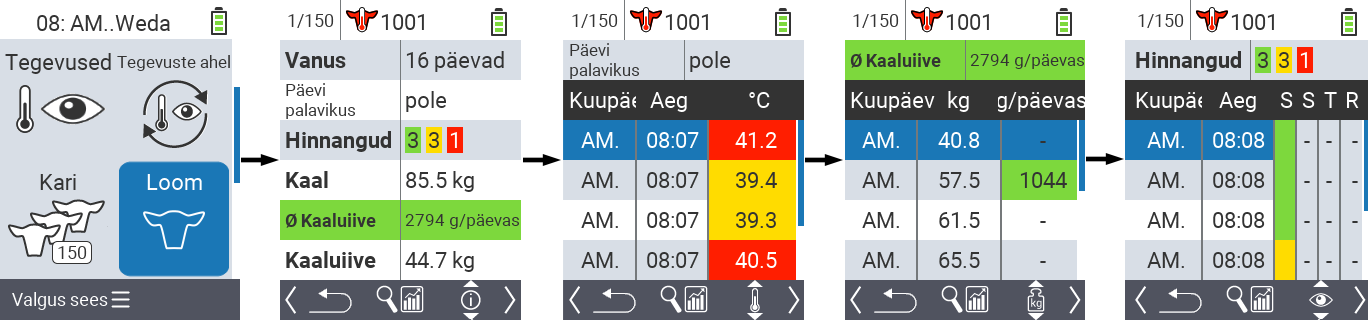 08: AM..Weda
Tegevused Tegevuste ahel
Kari Loom
150
Valgus sees
1/150 1001
Vanus 16 päevad
Päevi palavikus pole
Hinnangud 3 3 1
Kaal 85.5 kg
Ø Kaaluiive 2794 g/päevas
Kaaluiive 44.7 kg
1/150 1001
Päevi palavikus pole
Kuupäe Aeg °C
AM. 08:07 41.2
AM. 08:07 39.4
AM. 08:07 39.3
AM. 08:07 40.5
1/150 1001
Ø Kaaluiive 2794 g/päevas
Kuupäev kg g/päevas
AM. 40.8 -
AM. 57.5 1044
AM. 61.5 -
AM. 65.5 -
kg
1/150 1001
Hinnangud 3 3 1
Kuupäe Aeg S S T R
AM. 08:08 - - -
AM. 08:08 - - -
AM. 08:08 - - -
AM. 08:08 - - -